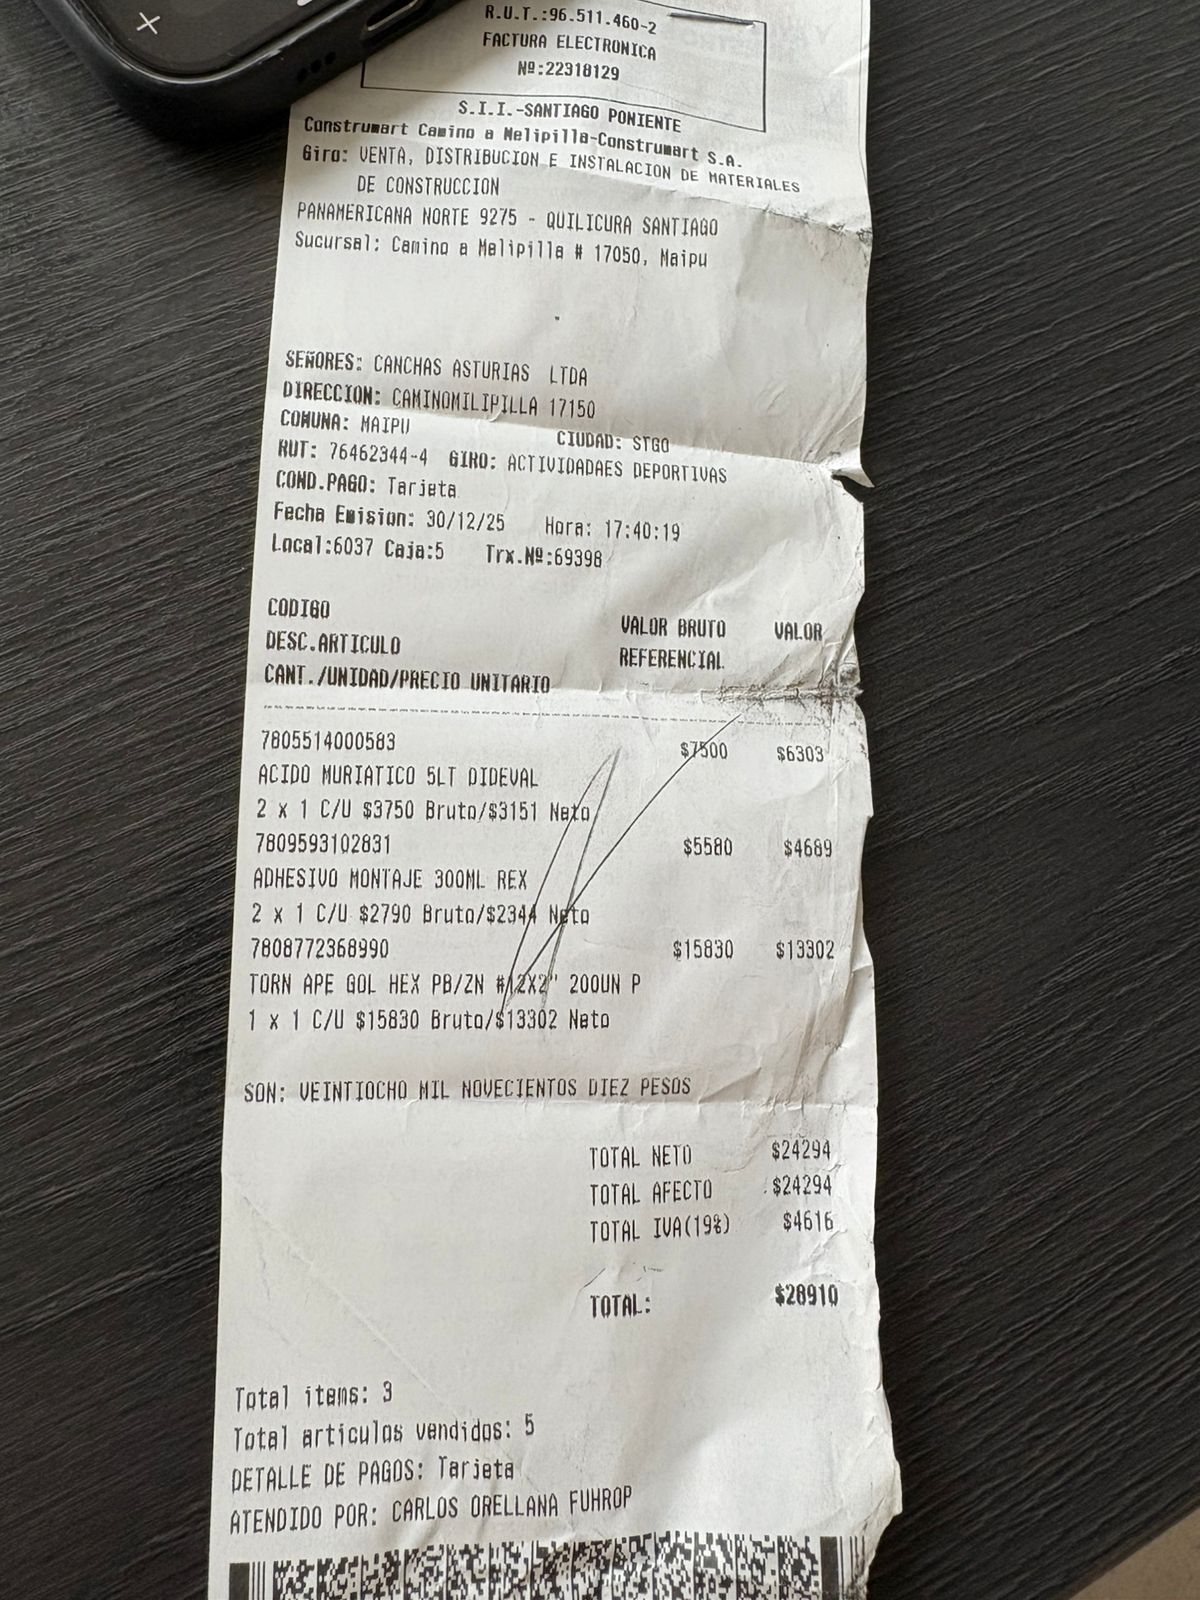 R.U.T.:96.511.460-2
FACTURA ELECTRONICA
Nº:22318129
S.I.I.-SANTIAGO PONIENTE
Construmart Camino a Melipilla-Construmart S.A.
Giro: VENTA, DISTRIBUCION E INSTALACION DE MATERIALES
DE CONSTRUCCION
PANAMERICANA NORTE 9275 - QUILICURA SANTIAGO
Sucursal: Camino a Melipilla # 17050, Maipu
SEÑORES: CANCHAS ASTURIAS LTDA
DIRECCION: CAMINOMILIPILLA 17150
COMUNA: MAIPU CIUDAD: STGO
RUT: 76462344-4 GIRO: ACTIVIDADAES DEPORTIVAS
COND.PAGO: Tarjeta
Fecha Emision: 30/12/25 Hora: 17:40:19
Local:6037 Caja:5 Trx.Nº:69398
CODIGO VALOR BRUTO VALOR
DESC.ARTICULO REFERENCIAL
CANT./UNIDAD/PRECIO UNITARIO
7805514000583 $7500 $6303
ACIDO MURIATICO 5LT DIDEVAL
2 x 1 C/U $3750 Bruto/$3151 Neto
7809593102831 $5580 $4689
ADHESIVO MONTAJE 300ML REX
2 x 1 C/U $2790 Bruto/$2344 Neto
7808772368990 $15830 $13302
TORN APE GOL HEX PB/ZN #12X2" 200UN P
1 x 1 C/U $15830 Bruto/$13302 Neto
SON: VEINTIOCHO MIL NOVECIENTOS DIEZ PESOS
TOTAL NETO $24294
TOTAL AFECTO $24294
TOTAL IVA(19%) $4616
TOTAL: $28910
Total items: 3
Total articulos vendidos: 5
DETALLE DE PAGOS: Tarjeta
ATENDIDO POR: CARLOS ORELLANA FUHROP